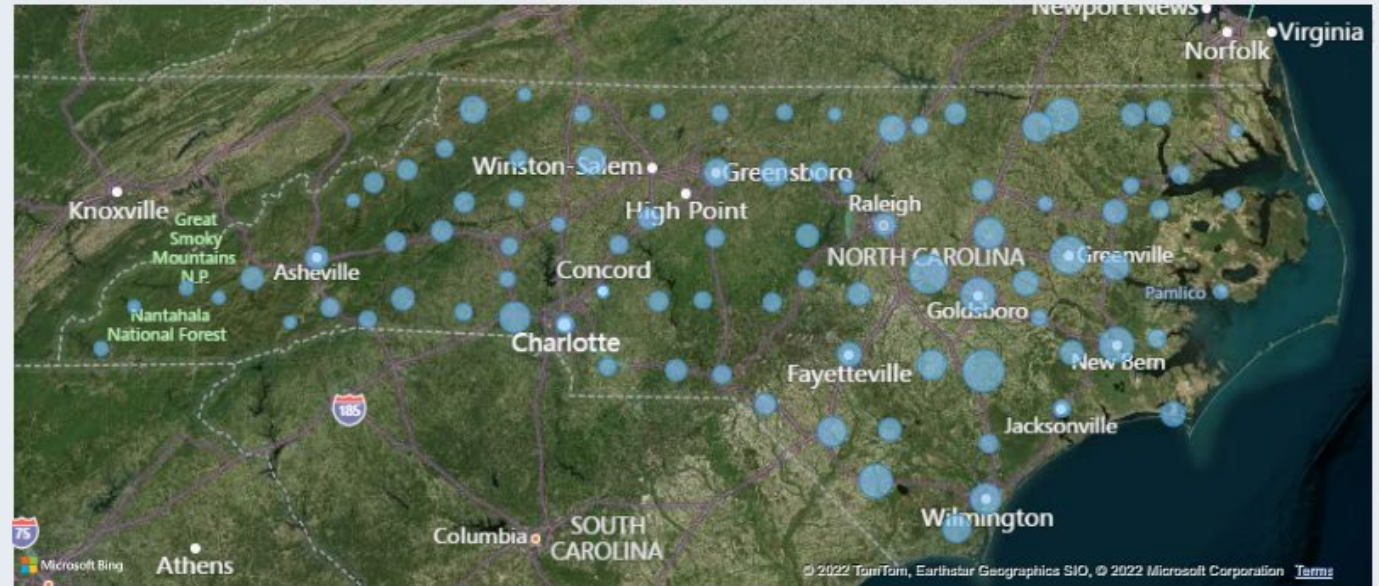 Newport News
Virginia
Norfolk
Winston-Salem
Greensboro
Knoxville
High Point
Raleigh
Great
Smoky
Mountains
N.P.
NORTH CAROLINA
Greenville
Asheville
Concord
Pamlico
Goldsboro
Nantahala
National Forest
Charlotte
New Bern
Fayetteville
185
Jacksonville
Wilmington
Columbia
SOUTH
CAROLINA
75
Microsoft Bing
Athens
© 2022 TomTom, Earthstar Geographics SIO, © 2022 Microsoft Corporation Terms